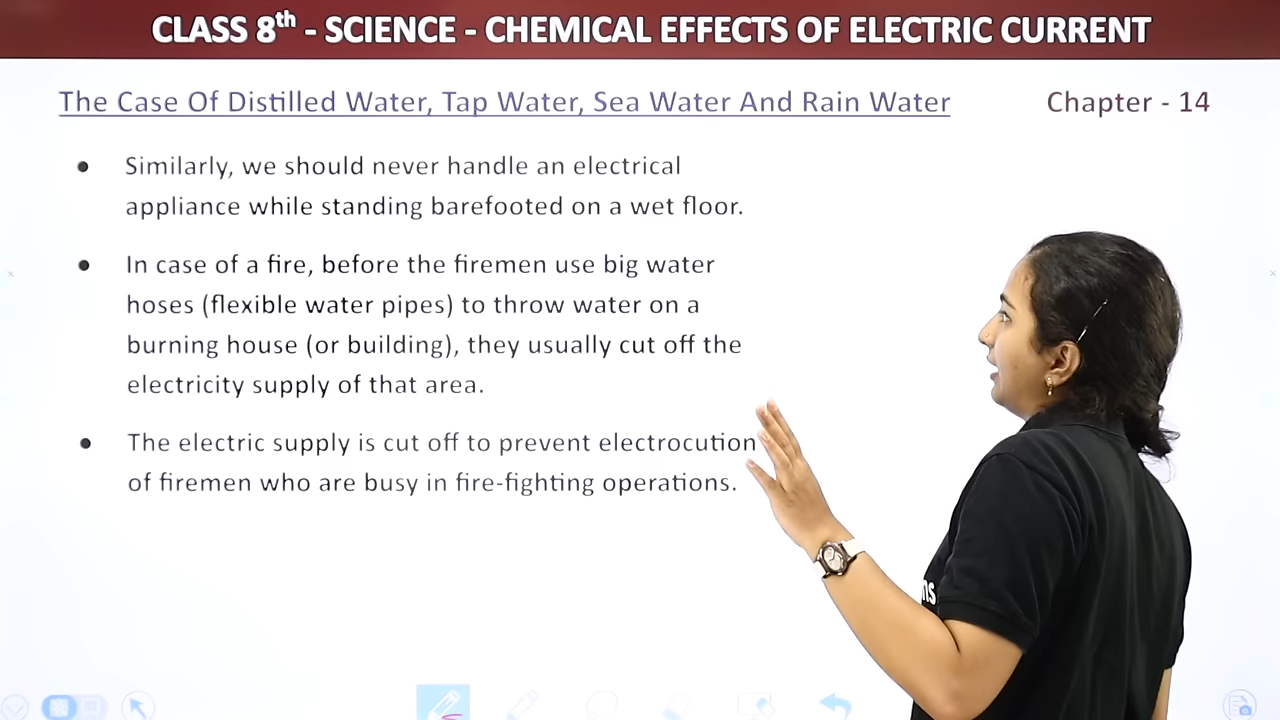 CLASS 8th - SCIENCE - CHEMICAL EFFECTS OF ELECTRIC CURRENT
The Case Of Distilled Water, Tap Water, Sea Water And Rain Water
Chapter - 14
• Similarly, we should never handle an electrical
appliance while standing barefooted on a wet floor.
• In case of a fire, before the firemen use big water
hoses (flexible water pipes) to throw water on a
burning house (or building), they usually cut off the
electricity supply of that area.
• The electric supply is cut off to prevent electrocution
of firemen who are busy in fire-fighting operations.